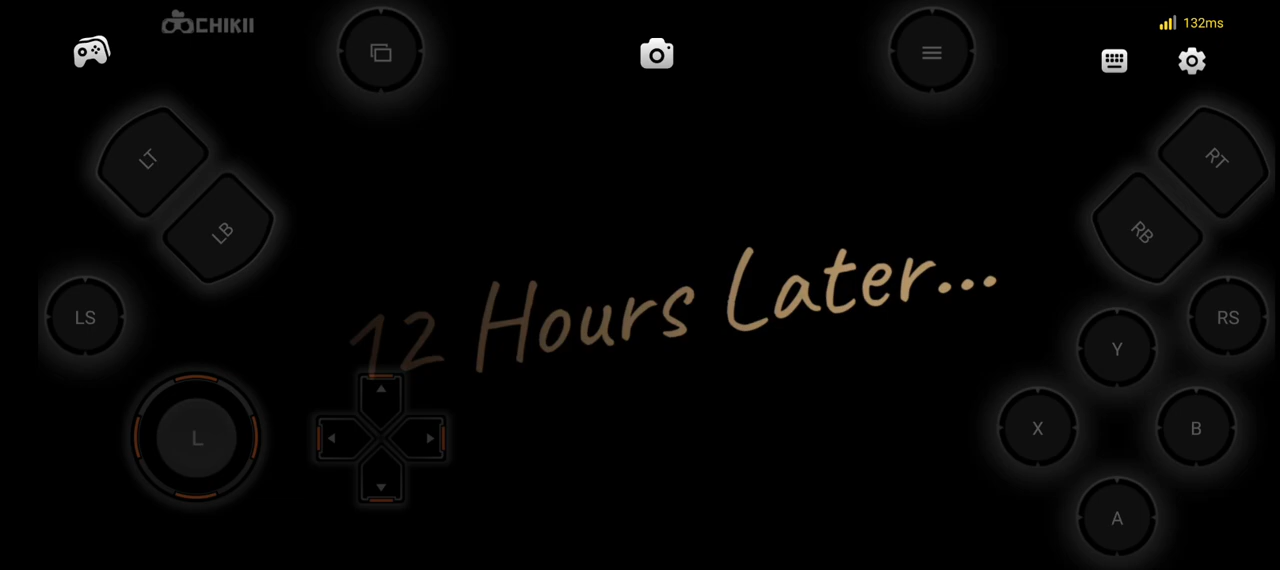 CHIKII
132ms
LT
RT
LB
RB
12 Hours Later...
LS
RS
Y
L
X
B
A